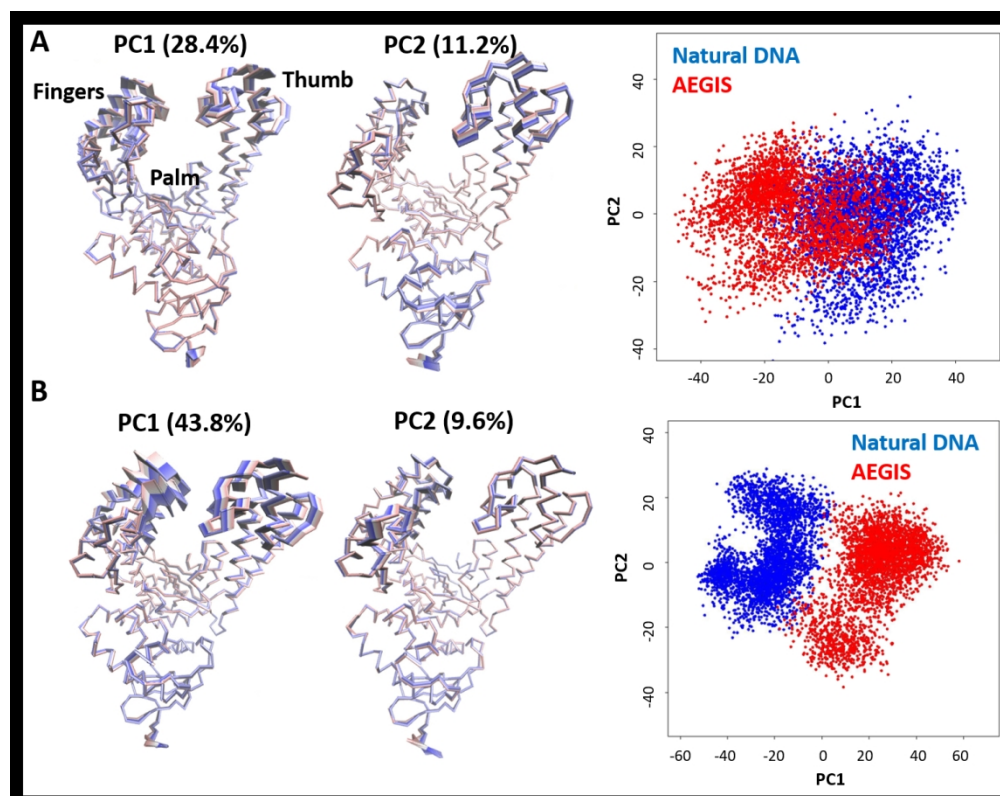 A
PC1 (28.4%)
PC2 (11.2%)
Fingers
Thumb
Palm
Natural DNA
AEGIS
PC2
20
0
-20
-40
-40
-20
0
20
40
PC1
B
PC1 (43.8%)
PC2 (9.6%)
Natural DNA
AEGIS
PC2
40
20
0
-20
-40
-60
-40
-20
0
20
40
60
PC1